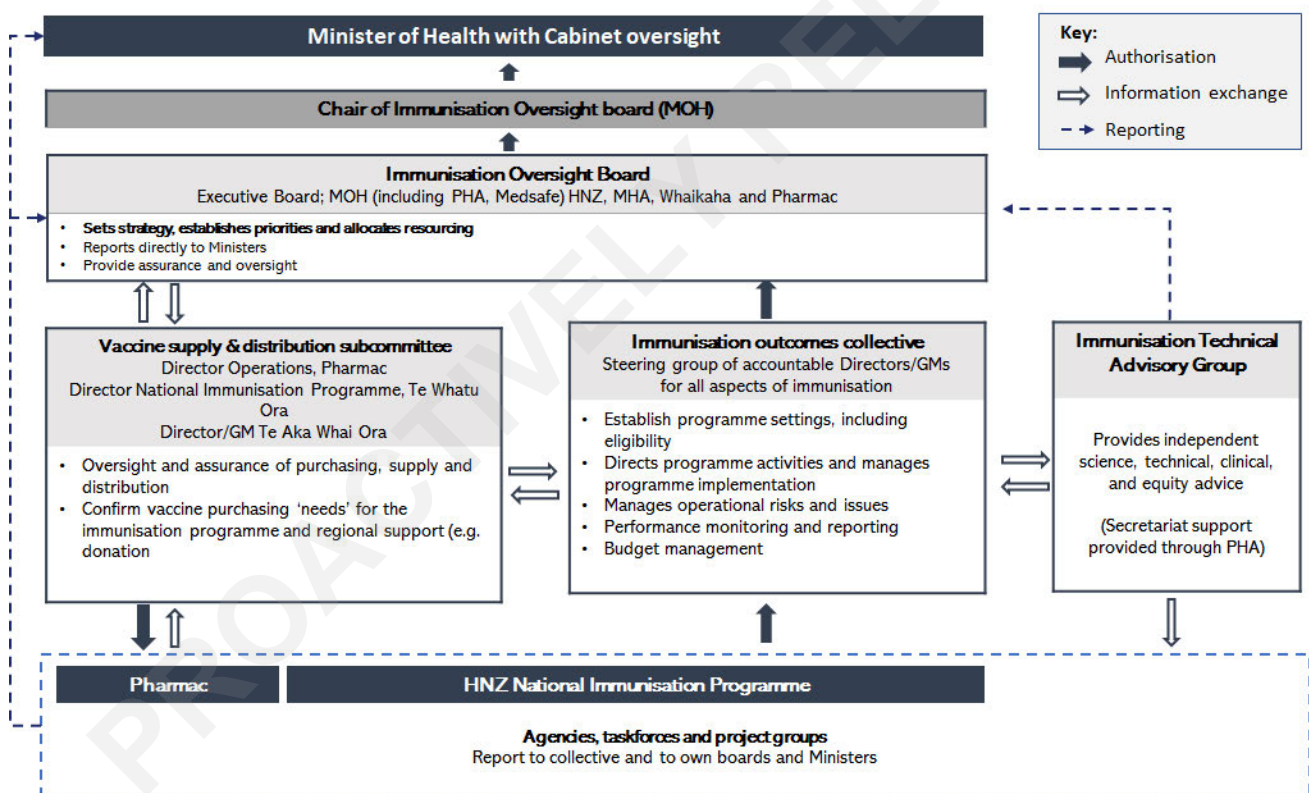 Minister of Health with Cabinet oversight
Key:
Authorisation
Information exchange
Reporting
Chair of Immunisation Oversight board (MOH)
Immunisation Oversight Board
Executive Board; MOH (including PHA, Medsafe) HNZ, MHA, Whaikaha and Pharmac
• Sets strategy, establishes priorities and allocates resourcing
• Reports directly to Ministers
• Provide assurance and oversight
Vaccine supply & distribution subcommittee
Director Operations, Pharmac
Director National Immunisation Programme, Te Whatu
Ora
Director/GM Te Aka Whai Ora
• Oversight and assurance of purchasing, supply and
distribution
• Confirm vaccine purchasing ‘needs’ for the
immunisation programme and regional support (e.g.
donation
Immunisation outcomes collective
Steering group of accountable Directors/GMs
for all aspects of immunisation
• Establish programme settings, including
eligibility
• Directs programme activities and manages
programme implementation
• Manages operational risks and issues
• Performance monitoring and reporting
• Budget management
Immunisation Technical
Advisory Group
Provides independent
science, technical, clinical,
and equity advice
(Secretariat support
provided through PHA)
Pharmac
HNZ National Immunisation Programme
Agencies, taskforces and project groups
Report to collective and to own boards and Ministers
PROACTIVELY REL